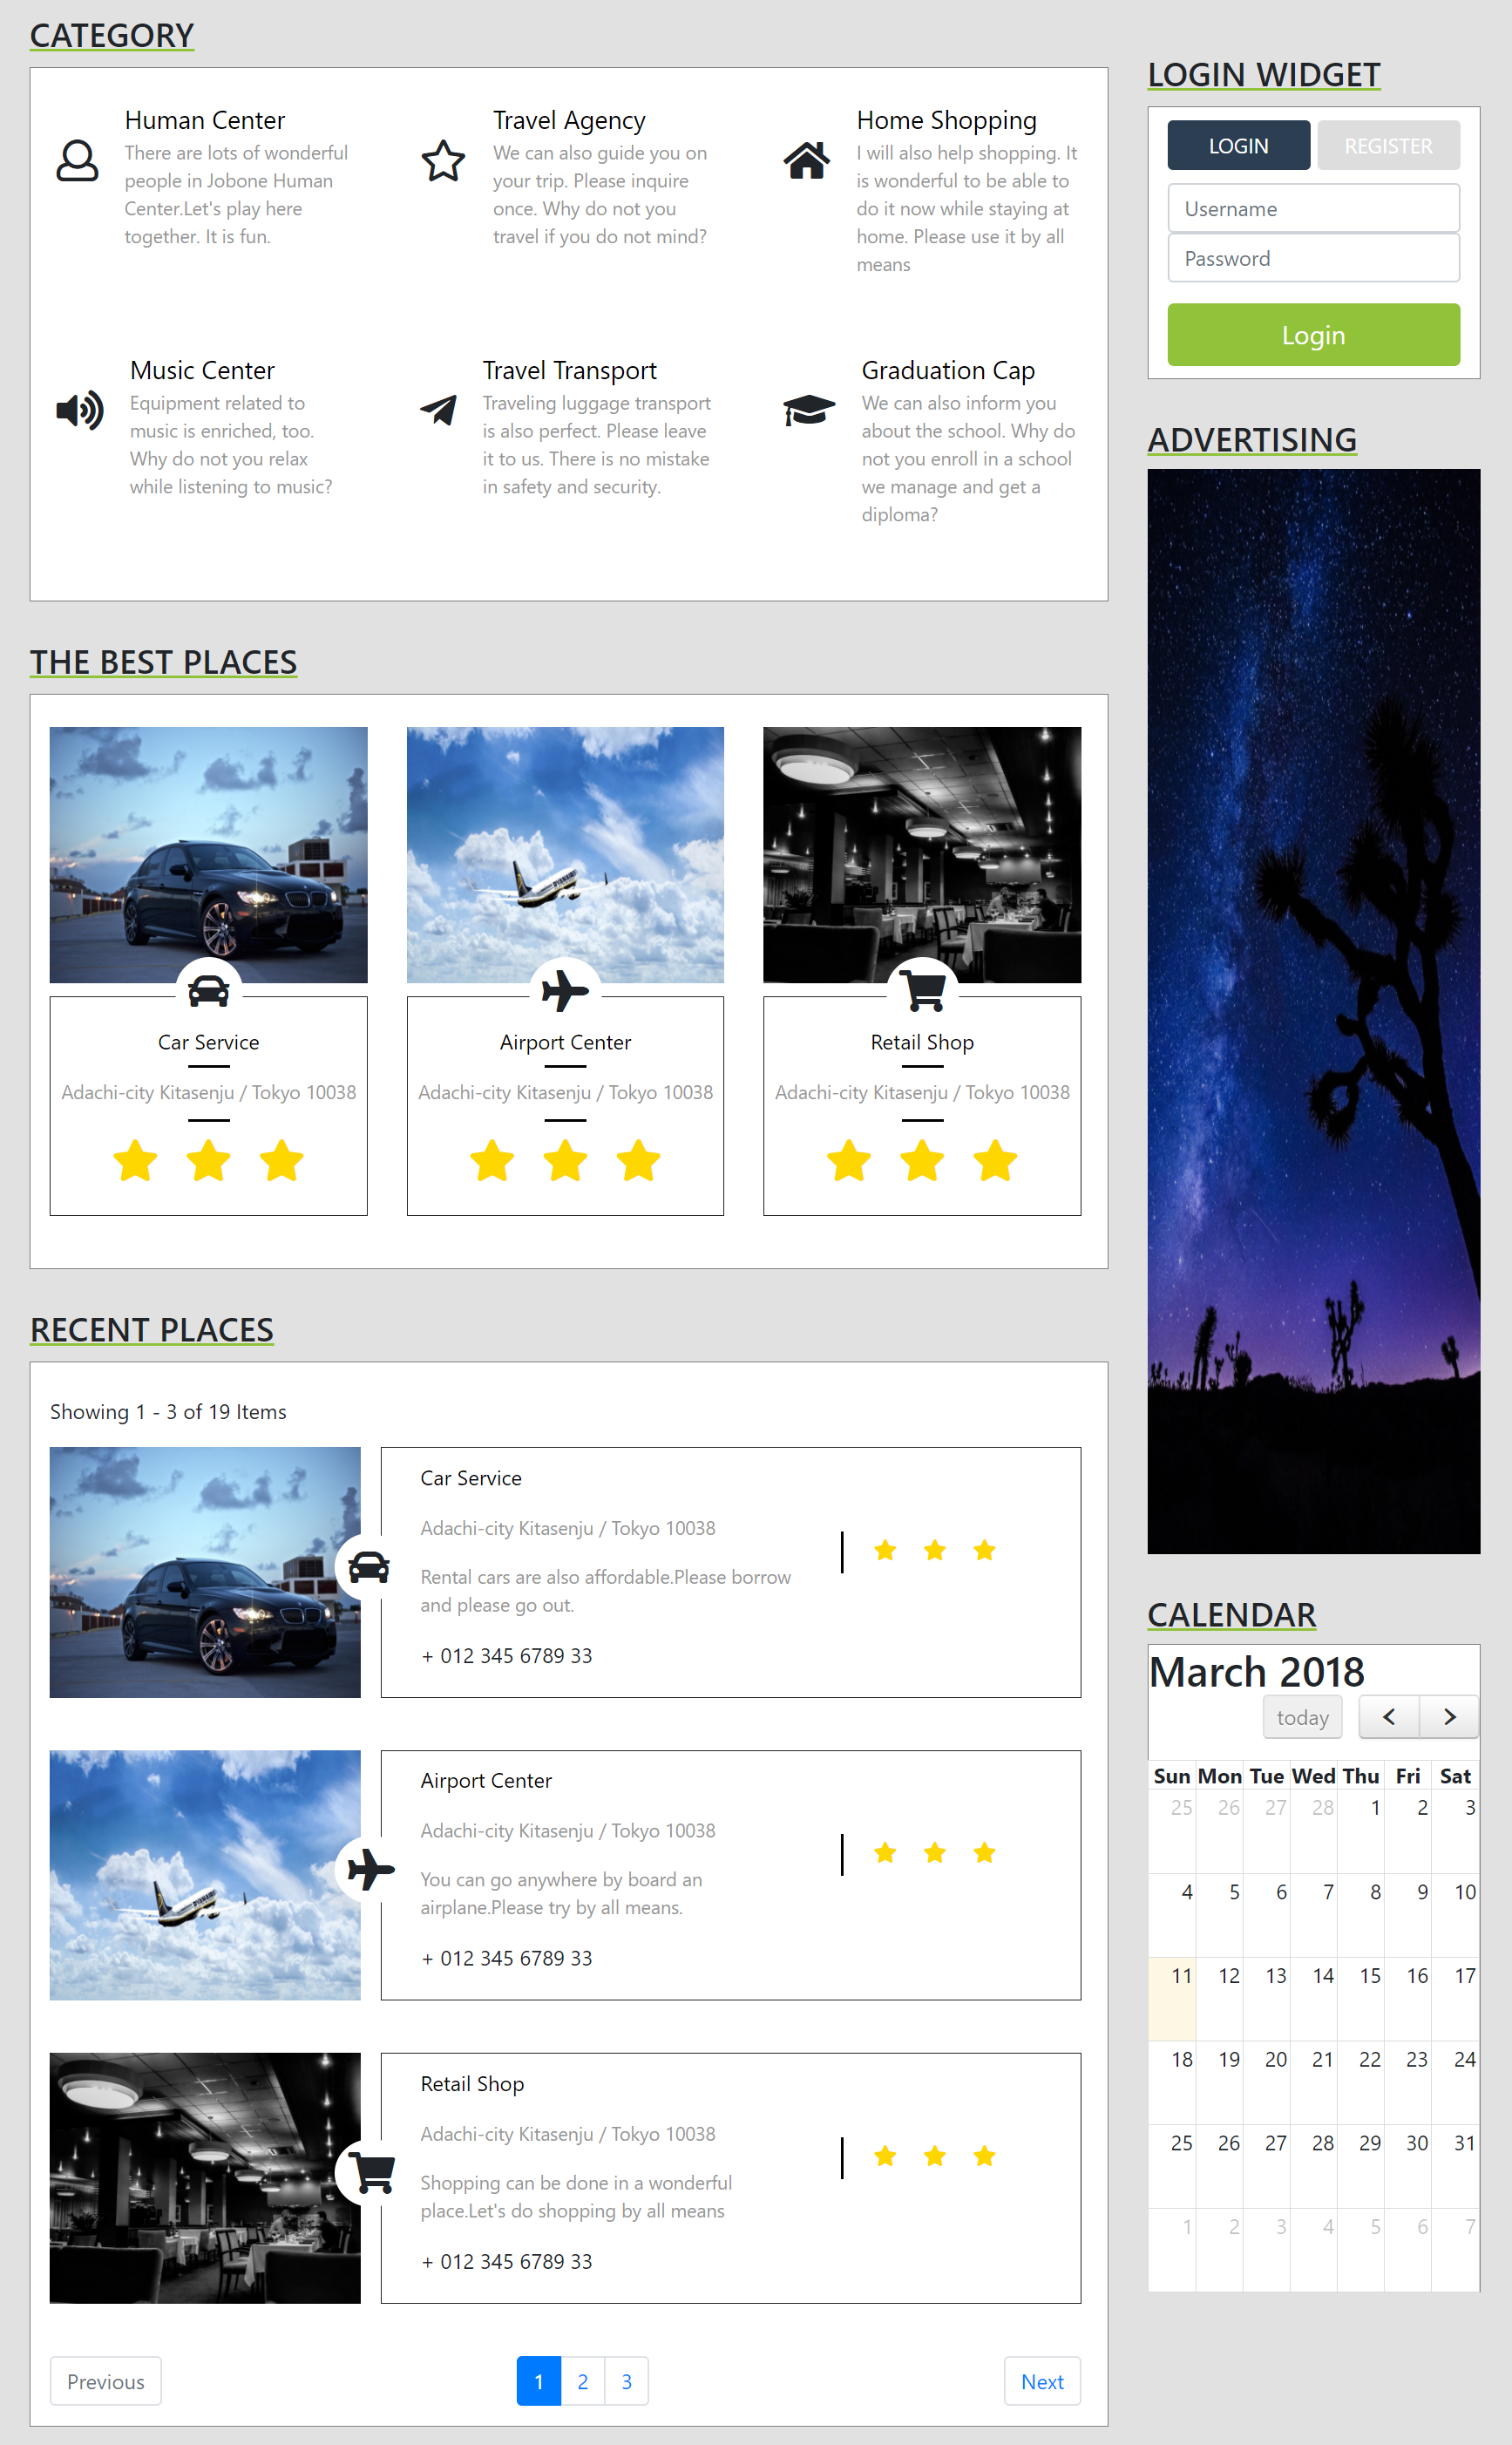 CATEGORY
Human Center
There are lots of wonderful
people in Jobone Human
Center.Let's play here
together. It is fun.
Travel Agency
We can also guide you on
your trip. Please inquire
once. Why do not you
travel if you do not mind?
Home Shopping
I will also help shopping. It
is wonderful to be able to
do it now while staying at
home. Please use it by all
means
Music Center
Equipment related to
music is enriched, too.
Why do not you relax
while listening to music?
Travel Transport
Traveling luggage transport
is also perfect. Please leave
it to us. There is no mistake
in safety and security.
Graduation Cap
We can also inform you
about the school. Why do
not you enroll in a school
we manage and get a
diploma?
THE BEST PLACES
Car Service
Adachi-city Kitasenju / Tokyo 10038
Airport Center
Adachi-city Kitasenju / Tokyo 10038
Retail Shop
Adachi-city Kitasenju / Tokyo 10038
RECENT PLACES
Showing 1 - 3 of 19 Items
Car Service
Adachi-city Kitasenju / Tokyo 10038
Rental cars are also affordable.Please borrow
and please go out.
+ 012 345 6789 33
Airport Center
Adachi-city Kitasenju / Tokyo 10038
You can go anywhere by board an
airplane.Please try by all means.
+ 012 345 6789 33
Retail Shop
Adachi-city Kitasenju / Tokyo 10038
Shopping can be done in a wonderful
place.Let's do shopping by all means
+ 012 345 6789 33
Previous 1 2 3 Next
LOGIN WIDGET
LOGIN REGISTER
Username
Password
Login
ADVERTISING
CALENDAR
March 2018
today
Sun Mon Tue Wed Thu Fri Sat
25 26 27 28 1 2 3
4 5 6 7 8 9 10
11 12 13 14 15 16 17
18 19 20 21 22 23 24
25 26 27 28 29 30 31
1 2 3 4 5 6 7